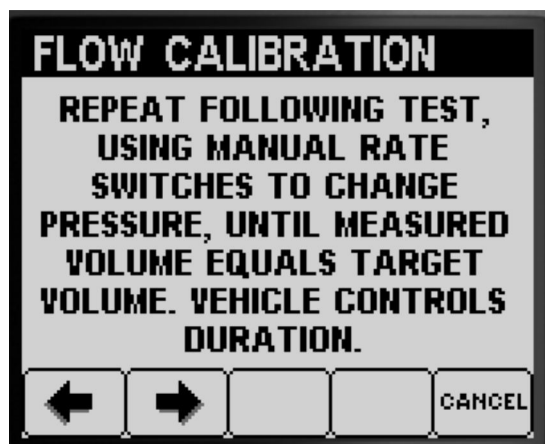 FLOW CALIBRATION
REPEAT FOLLOWING TEST,
USING MANUAL RATE
SWITCHES TO CHANGE
PRESSURE, UNTIL MEASURED
VOLUME EQUALS TARGET
VOLUME. VEHICLE CONTROLS
DURATION.
CANCEL